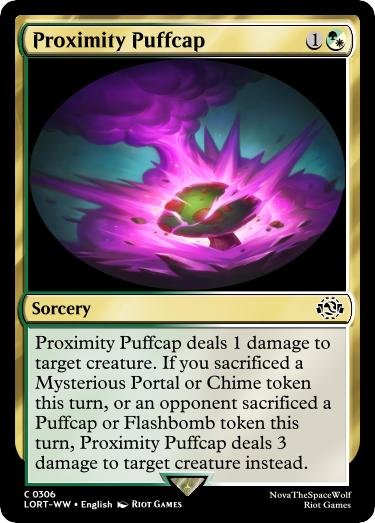 Proximity Puffcap 1
Sorcery
Proximity Puffcap deals 1 damage to
target creature. If you sacrificed a
Mysterious Portal or Chime token
this turn, or an opponent sacrificed a
Puffcap or Flashbomb token this
turn, Proximity Puffcap deals 3
damage to target creature instead.
C 0306
LORT-WW • English Riot Games
NovaTheSpaceWolf
Riot Games